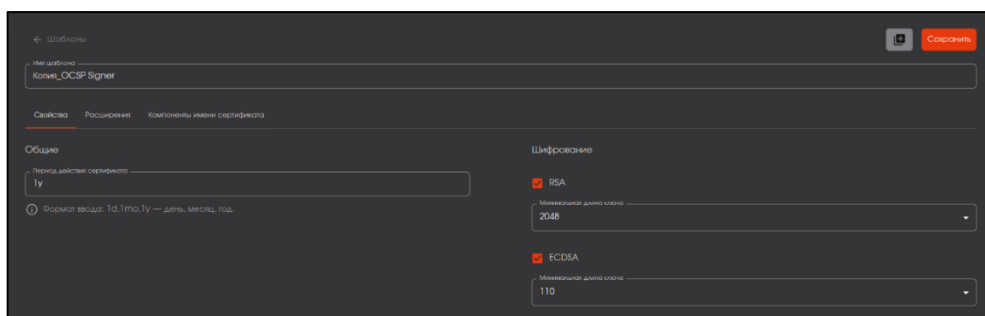 ← Шаблоны
Сохранить
Имя шаблона
Копия_OCSP Signer
Свойства Расширения Компоненты имени сертификата
Общие
Шифрование
Период действия сертификата
1y
Формат ввода: 1d,1mo,1y — день, месяц, год.
RSA
Минимальная длина ключа
2048
ECDSA
Минимальная длина ключа
110